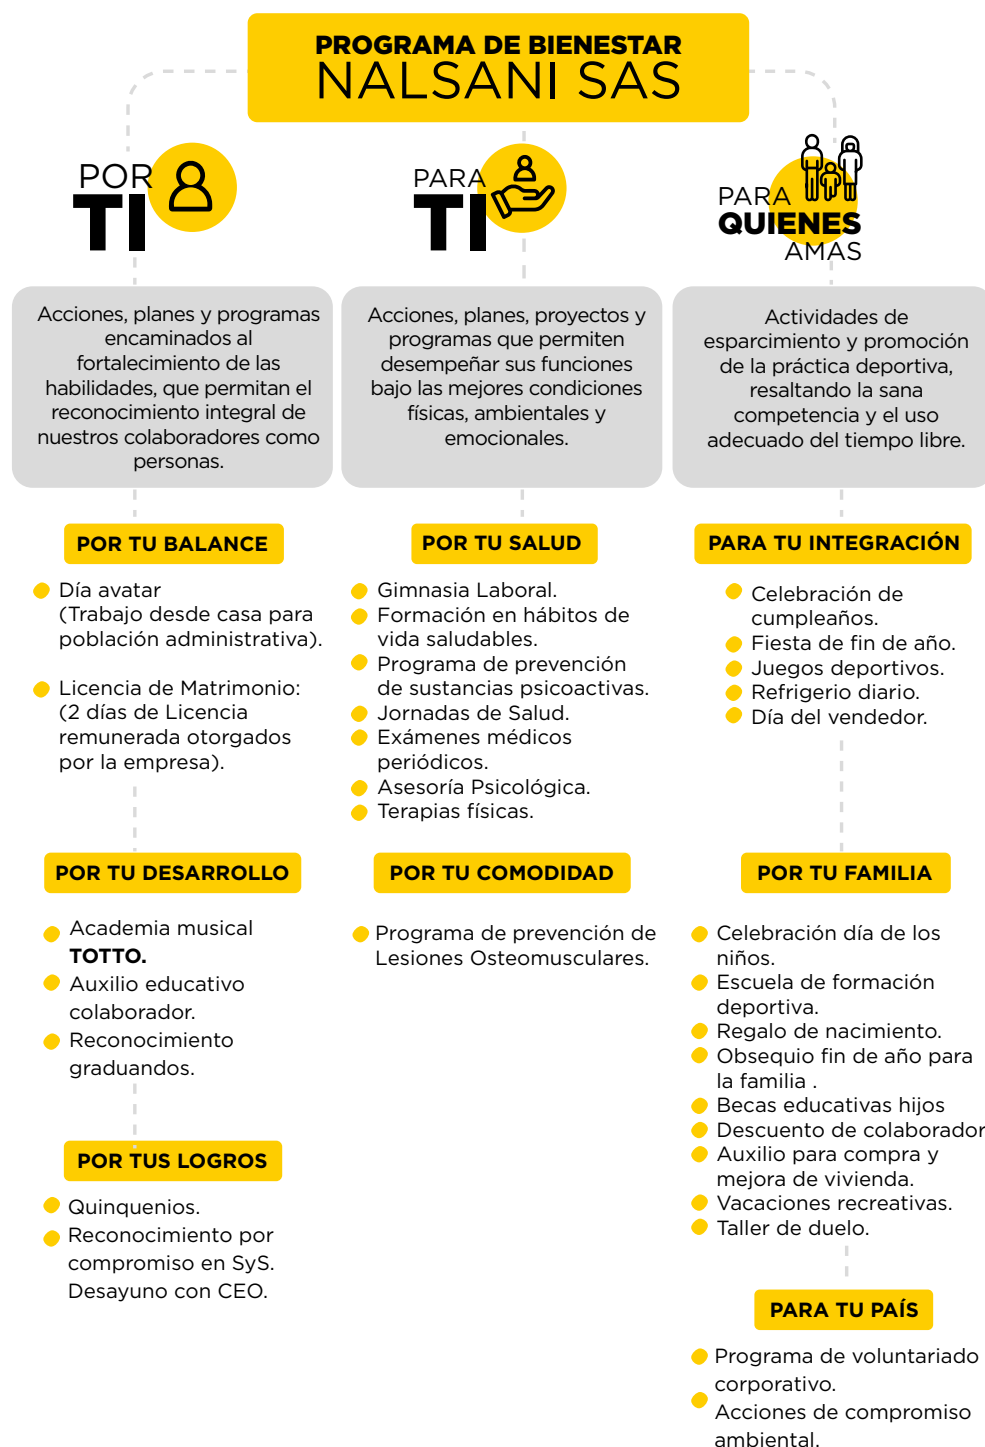 PROGRAMA DE BIENESTAR
NALSANI SAS
POR
TI
Acciones, planes y programas
encaminados al
fortalecimiento de las
habilidades, que permitan el
reconocimiento integral de
nuestros colaboradores como
personas.
POR TU BALANCE
Día avatar
(Trabajo desde casa para
población administrativa).
Licencia de Matrimonio:
(2 días de Licencia
remunerada otorgados
por la empresa).
POR TU DESARROLLO
Academia musical
TOTTO.
Auxilio educativo
colaborador.
Reconocimiento
graduandos.
POR TUS LOGROS
Quinquenios.
Reconocimiento por
compromiso en SyS.
Desayuno con CEO.
PARA
TI
Acciones, planes, proyectos y
programas que permiten
desempeñar sus funciones
bajo las mejores condiciones
físicas, ambientales y
emocionales.
POR TU SALUD
Gimnasia Laboral.
Formación en hábitos de
vida saludables.
Programa de prevención
de sustancias psicoactivas.
Jornadas de Salud.
Exámenes médicos
periódicos.
Asesoría Psicológica.
Terapias físicas.
POR TU COMODIDAD
Programa de prevención de
Lesiones Osteomusculares.
PARA
QUIENES
AMAS
Actividades de
esparcimiento y promoción
de la práctica deportiva,
resaltando la sana
competencia y el uso
adecuado del tiempo libre.
PARA TU INTEGRACIÓN
Celebración de
cumpleaños.
Fiesta de fin de año.
Juegos deportivos.
Refrigerio diario.
Día del vendedor.
POR TU FAMILIA
Celebración día de los
niños.
Escuela de formación
deportiva.
Regalo de nacimiento.
Obsequio fin de año para
la familia .
Becas educativas hijos
Descuento de colaborador
Auxilio para compra y
mejora de vivienda.
Vacaciones recreativas.
Taller de duelo.
PARA TU PAÍS
Programa de voluntariado
corporativo.
Acciones de compromiso
ambiental.